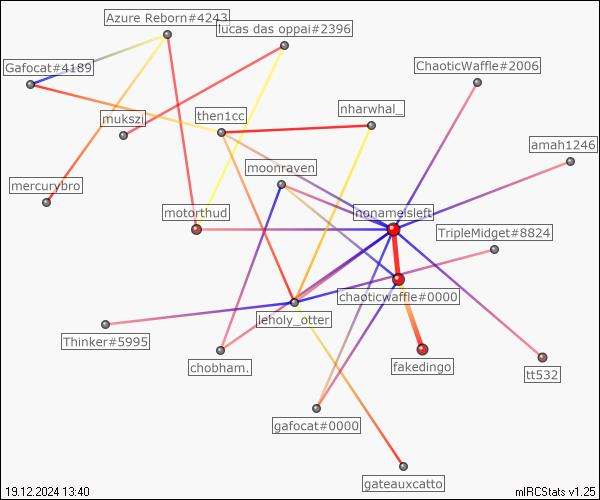 Azure Reborn#4243
lucas das oppai#2396
Gafocat#4189
ChaoticWaffle#2006
mukszi
then1cc
nharwhal_
amah1246
moonraven
mercurybro
motorthud
nonameisleft
TripleMidget#8824
chaoticwaffle#0000
leholy_otter
Thinker#5995
chobham.
fakedingo
tt532
gafocat#0000
gateauxcatto
19.12.2024 13:40
mIRCStats v1.25